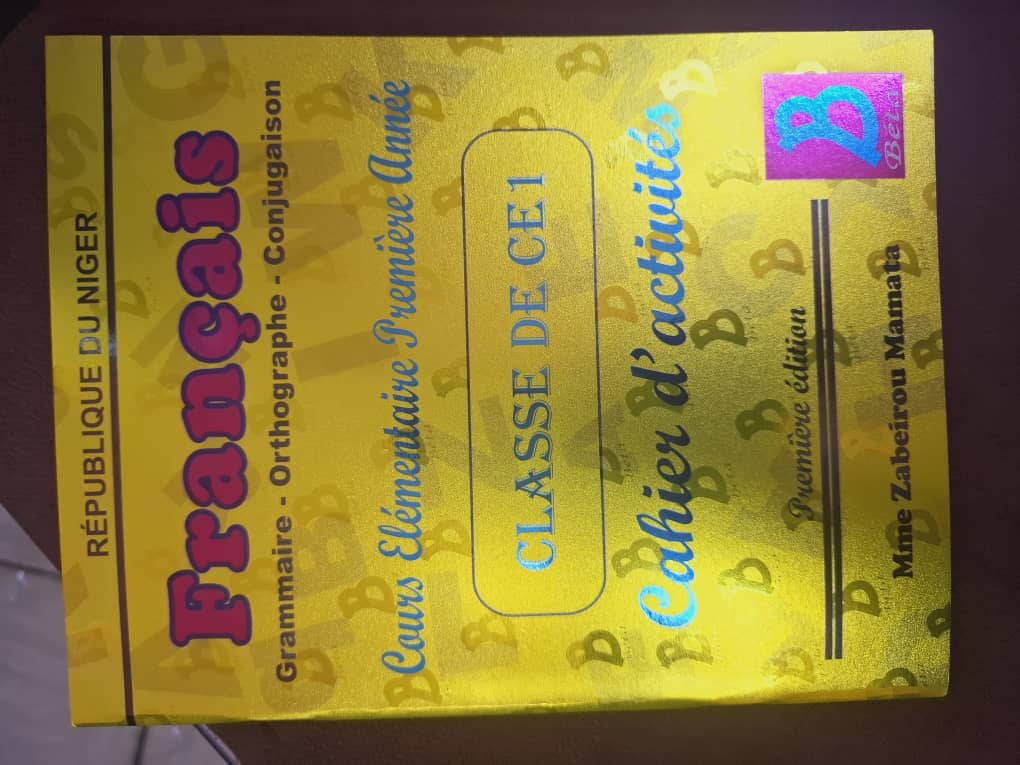 RÉPUBLIQUE DU NIGER
Français
Grammaire - Orthographe - Conjugaison
Cours Elémentaire Première Année
CLASSE DE CE1
Cahier d'activités
Première édition
Mme Zabeirou Mamata
B
Béta